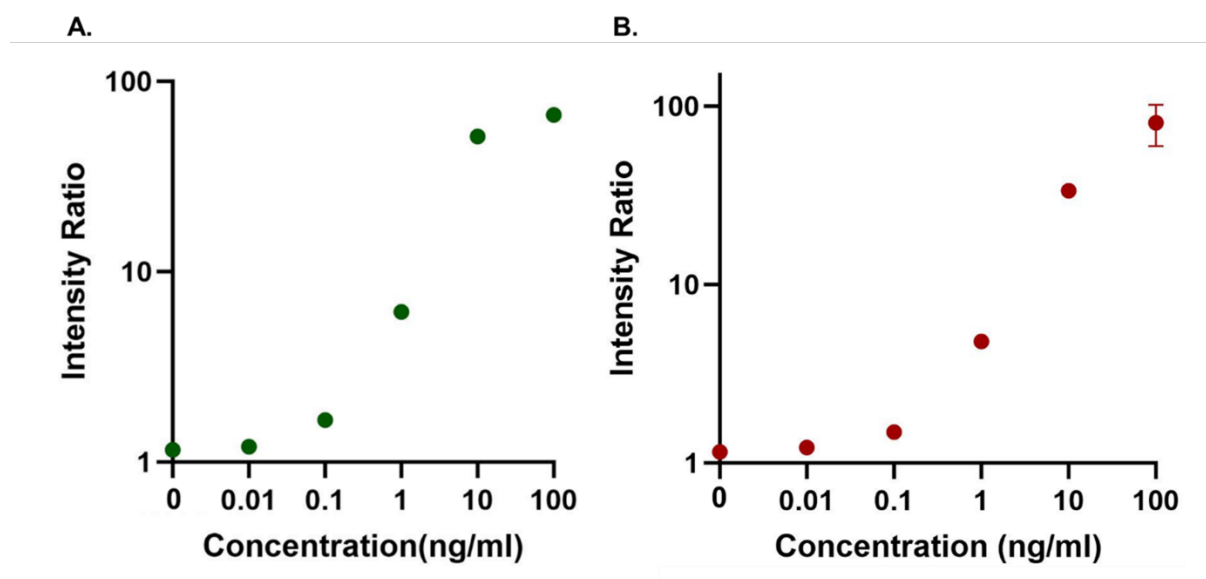 A.
100
10
1
0 0.01 0.1 1 10 100
Intensity Ratio
Concentration(ng/ml)
B.
100
10
1
0 0.01 0.1 1 10 100
Intensity Ratio
Concentration (ng/ml)